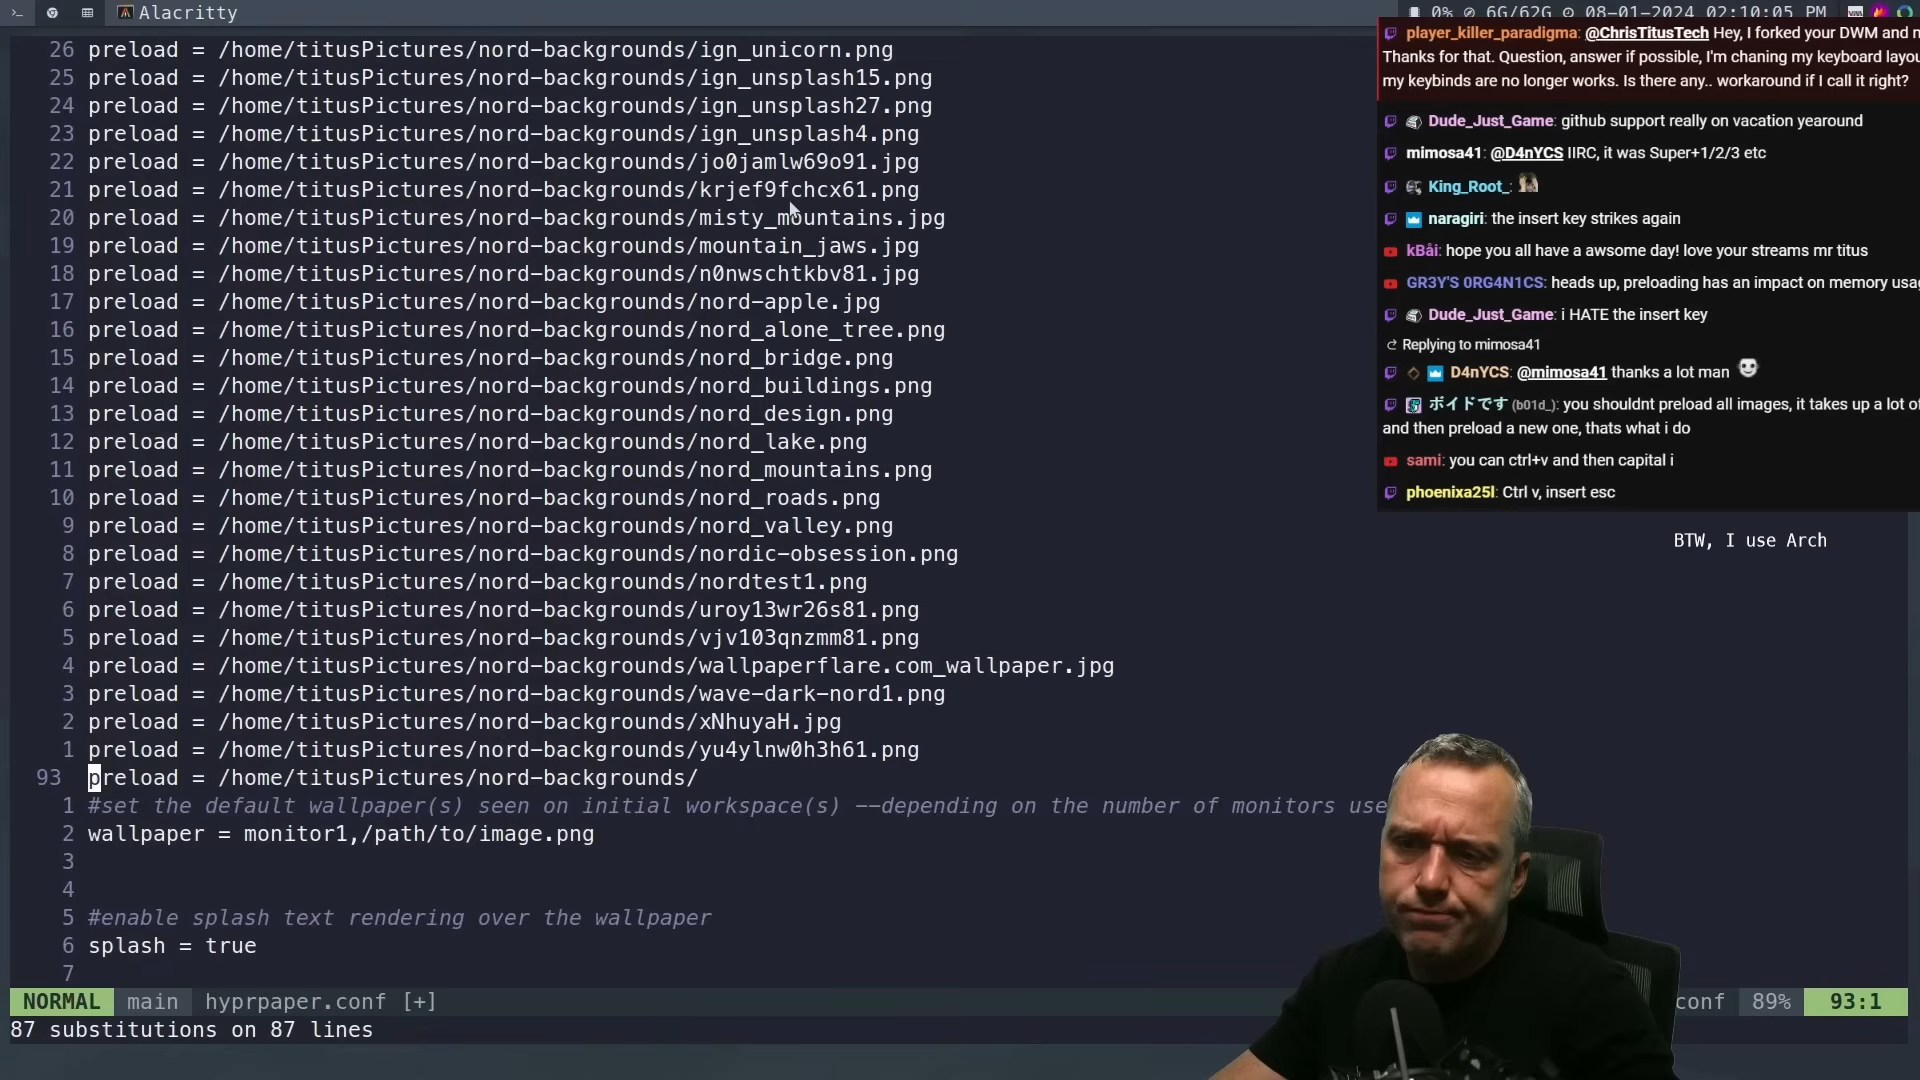 Alacritty
0% 6G/62G 08-01-2024 02:10:05 PM
26 preload = /home/titusPictures/nord-backgrounds/ign_unicorn.png
25 preload = /home/titusPictures/nord-backgrounds/ign_unsplash15.png
24 preload = /home/titusPictures/nord-backgrounds/ign_unsplash27.png
23 preload = /home/titusPictures/nord-backgrounds/ign_unsplash4.png
22 preload = /home/titusPictures/nord-backgrounds/jo0jamlw69o91.jpg
21 preload = /home/titusPictures/nord-backgrounds/krjef9fchcx61.png
20 preload = /home/titusPictures/nord-backgrounds/misty_mountains.jpg
19 preload = /home/titusPictures/nord-backgrounds/mountain_jaws.jpg
18 preload = /home/titusPictures/nord-backgrounds/n0nwschtkbv81.jpg
17 preload = /home/titusPictures/nord-backgrounds/nord-apple.jpg
16 preload = /home/titusPictures/nord-backgrounds/nord_alone_tree.png
15 preload = /home/titusPictures/nord-backgrounds/nord_bridge.png
14 preload = /home/titusPictures/nord-backgrounds/nord_buildings.png
13 preload = /home/titusPictures/nord-backgrounds/nord_design.png
12 preload = /home/titusPictures/nord-backgrounds/nord_lake.png
11 preload = /home/titusPictures/nord-backgrounds/nord_mountains.png
10 preload = /home/titusPictures/nord-backgrounds/nord_roads.png
9 preload = /home/titusPictures/nord-backgrounds/nord_valley.png
8 preload = /home/titusPictures/nord-backgrounds/nordic-obsession.png
7 preload = /home/titusPictures/nord-backgrounds/nordtest1.png
6 preload = /home/titusPictures/nord-backgrounds/uroy13wr26s81.png
5 preload = /home/titusPictures/nord-backgrounds/vjv103qnzmm81.png
4 preload = /home/titusPictures/nord-backgrounds/wallpaperflare.com_wallpaper.jpg
3 preload = /home/titusPictures/nord-backgrounds/wave-dark-nord1.png
2 preload = /home/titusPictures/nord-backgrounds/xNhuyaH.jpg
1 preload = /home/titusPictures/nord-backgrounds/yu4ylnw0h3h61.png
93 preload = /home/titusPictures/nord-backgrounds/
1 #set the default wallpaper(s) seen on initial workspace(s) --depending on the number of monitors use
2 wallpaper = monitor1,/path/to/image.png
3
4
5 #enable splash text rendering over the wallpaper
6 splash = true
7
NORMAL main hyprpaper.conf [+] conf 89% 93:1
87 substitutions on 87 lines
player_killer_paradigma: @ChrisTitusTech Hey, I forked your DWM and
Thanks for that. Question, answer if possible, I'm chaning my keyboard
my keybinds are no longer works. Is there any.. workaround if I call it right?
Dude_Just_Game: github support really on vacation yearound
mimosa41: @D4nYCS IIRC, it was Super+1/2/3 etc
King_Root_:
naragiri: the insert key strikes again
kBåi: hope you all have a awsome day! love your streams mr titus
GR3Y'S 0RG4N1CS: heads up, preloading has an impact on memory
Dude_Just_Game: i HATE the insert key
Replying to mimosa41
D4nYCS: @mimosa41 thanks a lot man
ボイドです (b01d_): you shouldnt preload all images, it takes up a lot
and then preload a new one, thats what i do
sami: you can ctrl+v and then capital i
phoenixa25l: Ctrl v, insert esc
BTW, I use Arch